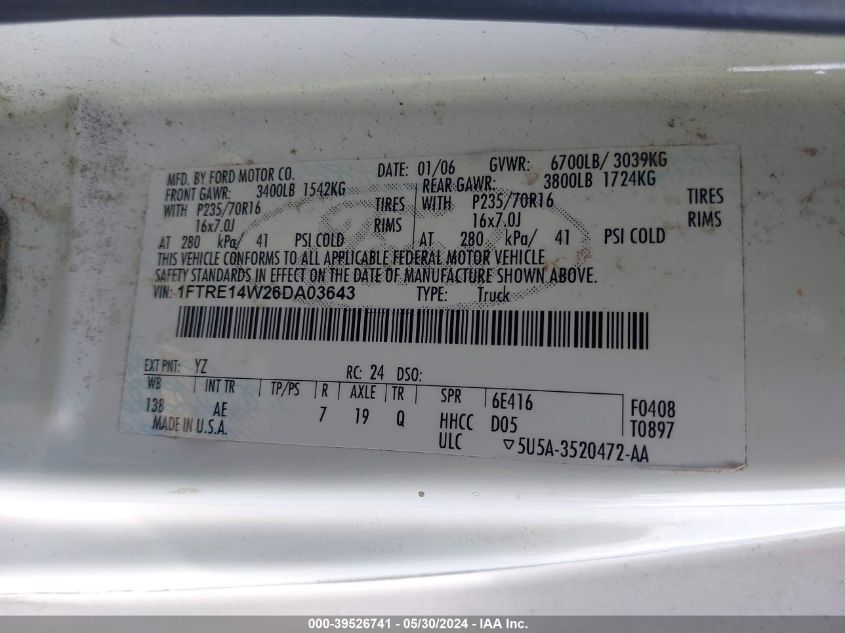 MFD. BY FORD MOTOR CO. DATE: 01/06 GVWR: 6700LB/ 3039KG
FRONT GAWR: 3400LB 1542KG REAR GAWR: 3800LB 1724KG
WITH P235/70R16 TIRES WITH P235/70R16 TIRES
16x7.0J RIMS 16x7.0J RIMS
AT 280 kPa/ 41 PSI COLD AT 280 kPa/ 41 PSI COLD
THIS VEHICLE CONFORMS TO ALL APPLICABLE FEDERAL MOTOR VEHICLE
SAFETY STANDARDS IN EFFECT ON THE DATE OF MANUFACTURE SHOWN ABOVE.
VIN: 1FTRE14W26DA03643 TYPE: Truck
EXT PNT: YZ RC: 24 DSO:
WB INT TR TP/PS R AXLE TR SPR 6E416 F0408
138 AE 7 19 Q HHCC D05 T0897
MADE IN U.S.A. ULC ▽5U5A-3520472-AA
000-39526741 - 05/30/2024 - IAA Inc.